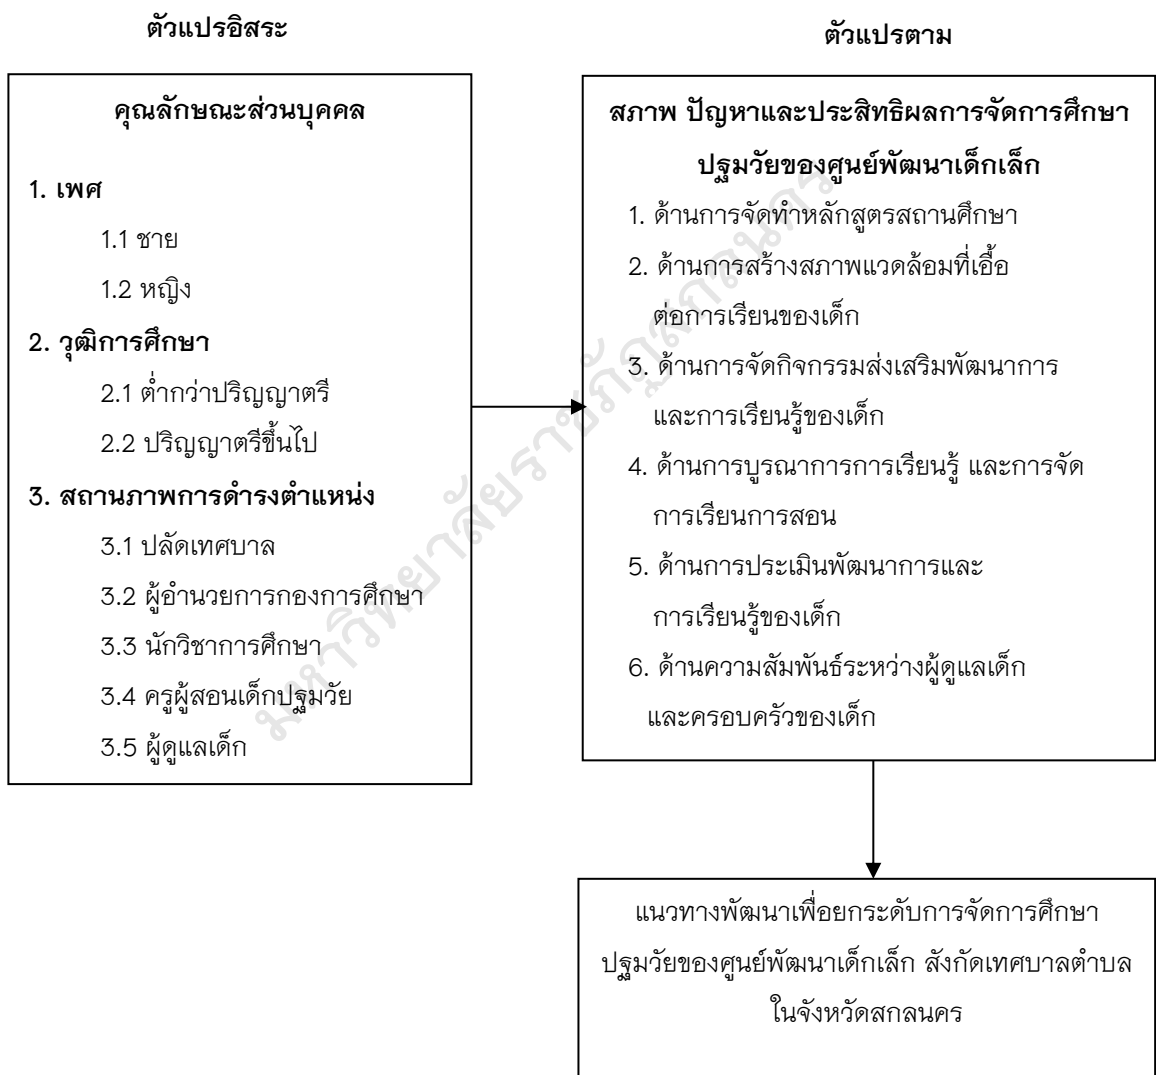 ตัวแปรอิสระ
คุณลักษณะส่วนบุคคล
1. เพศ
1.1 ชาย
1.2 หญิง
2. วุฒิการศึกษา
2.1 ต่ำกว่าปริญญาตรี
2.2 ปริญญาตรีขึ้นไป
3. สถานภาพการดำรงตำแหน่ง
3.1 ปลัดเทศบาล
3.2 ผู้อำนวยการกองการศึกษา
3.3 นักวิชาการศึกษา
3.4 ครูผู้สอนเด็กปฐมวัย
3.5 ผู้ดูแลเด็ก
ตัวแปรตาม
สภาพ ปัญหาและประสิทธิผลการจัดการศึกษา
ปฐมวัยของศูนย์พัฒนาเด็กเล็ก
1. ด้านการจัดทำหลักสูตรสถานศึกษา
2. ด้านการสร้างสภาพแวดล้อมที่เอื้อ
ต่อการเรียนของเด็ก
3. ด้านการจัดกิจกรรมส่งเสริมพัฒนาการ
และการเรียนรู้ของเด็ก
4. ด้านการบูรณาการการเรียนรู้ และการจัด
การเรียนการสอน
5. ด้านการประเมินพัฒนาการและ
การเรียนรู้ของเด็ก
6. ด้านความสัมพันธ์ระหว่างผู้ดูแลเด็ก
และครอบครัวของเด็ก
แนวทางพัฒนาเพื่อยกระดับการจัดการศึกษา
ปฐมวัยของศูนย์พัฒนาเด็กเล็ก สังกัดเทศบาลตำบล
ในจังหวัดสกลนคร
มหาวิทยาลัยราชภัฏสกลนคร